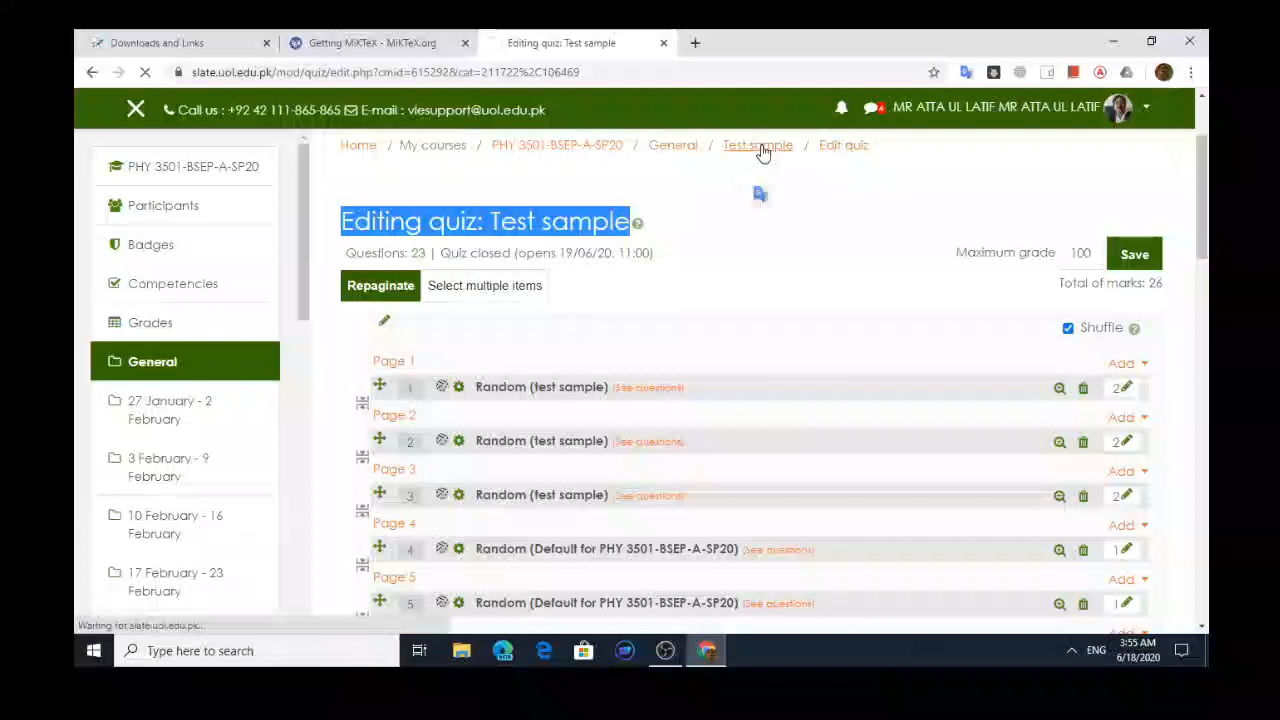 Downloads and Links
Getting MiKTeX - MiKTeX.org
Editing quiz: Test sample
slate.uol.edu.pk/mod/quiz/edit.php?cmid=615292&cat=211722%2C106469
Call us : +92 42 111-865-865 E-mail : vlesupport@uol.edu.pk
4
MR ATTA UL LATIF MR ATTA UL LATIF
PHY 3501-BSEP-A-SP20
Participants
Badges
Competencies
Grades
General
27 January - 2
February
3 February - 9
February
10 February - 16
February
17 February - 23
February
Home / My courses / PHY 3501-BSEP-A-SP20 / General / Test sample / Edit quiz
Editing quiz: Test sample
Questions: 23 | Quiz closed (opens 19/06/20, 11:00)
Maximum grade 100 Save
Repaginate Select multiple items
Total of marks: 26
Shuffle
Page 1 Add
1 Random (test sample) (See questions) 2
Page 2 Add
2 Random (test sample) (See questions) 2
Page 3 Add
3 Random (test sample) (See questions) 2
Page 4 Add
4 Random (Default for PHY 3501-BSEP-A-SP20) (See questions) 1
Page 5 Add
5 Random (Default for PHY 3501-BSEP-A-SP20) (See questions) 1
Add
Waiting for slate.uol.edu.pk...
Type here to search
ENG
3:55 AM
6/18/2020